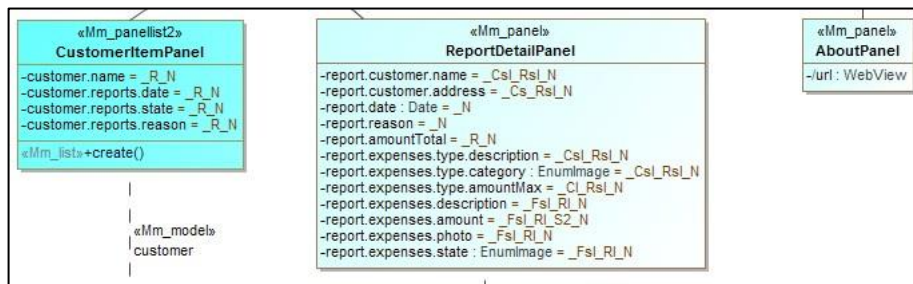 «Mm_panellist2»
CustomerItemPanel
-customer.name = _R_N
-customer.reports.date = _R_N
-customer.reports.state = _R_N
-customer.reports.reason = _R_N
«Mm_list»+create()
«Mm_model»
customer
«Mm_panel»
ReportDetailPanel
-report.customer.name = _Csl_Rsl_N
-report.customer.address = _Cs_Rsl_N
-report.date : Date = _N
-report.reason = _N
-report.amountTotal = _R_N
-report.expenses.type.description = _Csl_Rsl_N
-report.expenses.type.category : EnumImage = _Csl_Rsl_N
-report.expenses.type.amountMax = _Cl_Rsl_N
-report.expenses.description = _Fsl_Rl_N
-report.expenses.amount = _Fsl_Rl_S2_N
-report.expenses.photo = _Fsl_Rl_N
-report.expenses.state : EnumImage = _Fsl_Rl_N
«Mm_panel»
AboutPanel
-/url : WebView